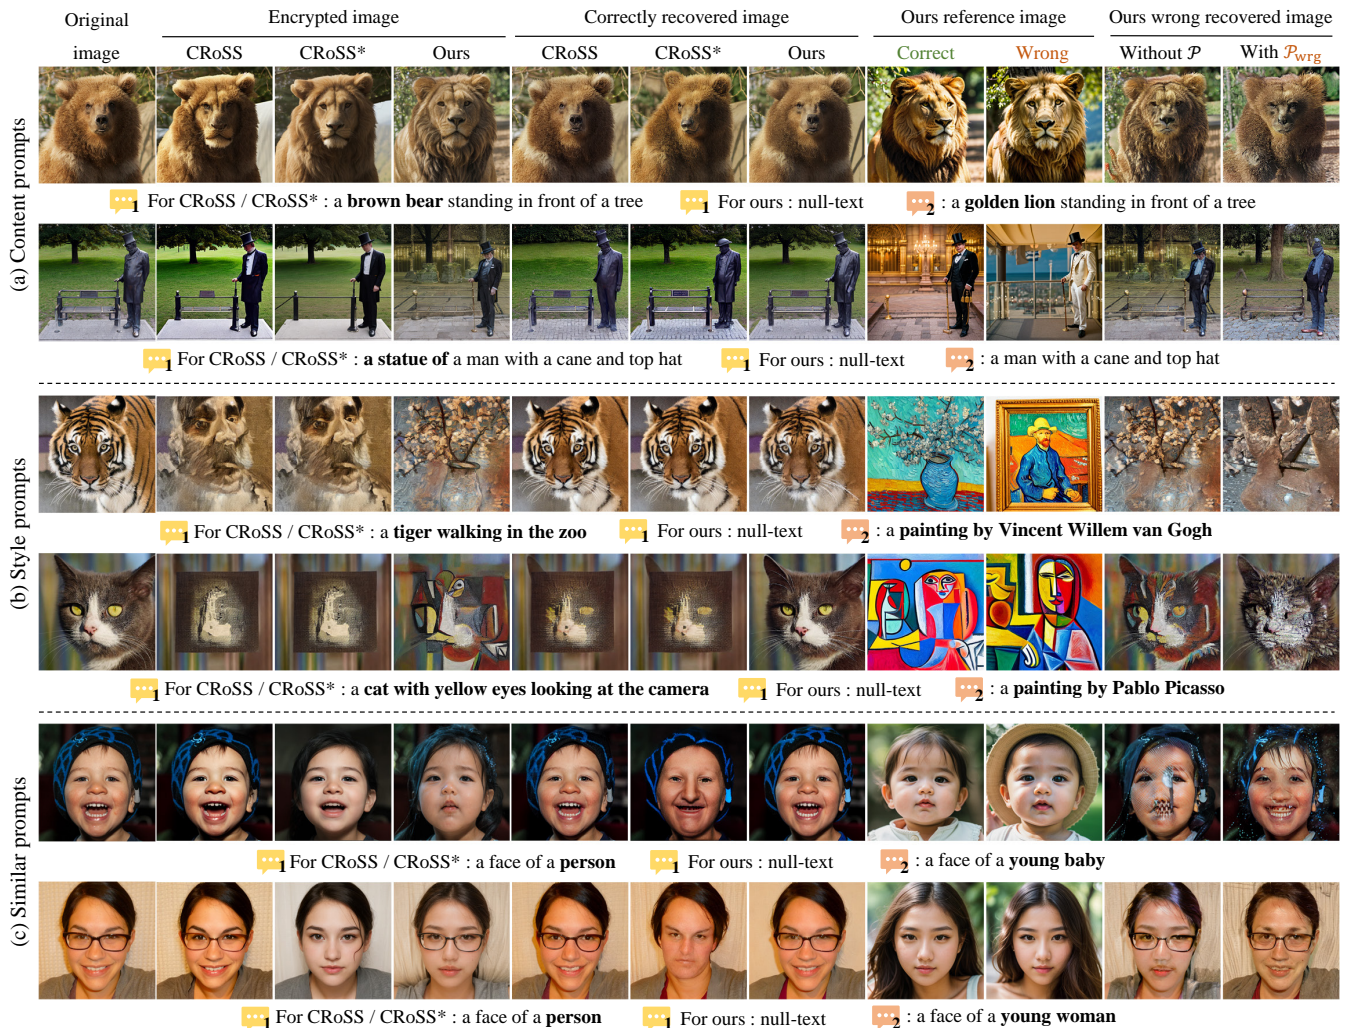 Original image
Encrypted image
Correctly recovered image
Ours reference image
Ours wrong recovered image
CRoSS
CRoSS*
Ours
CRoSS
CRoSS*
Ours
Correct
Wrong
Without 𝒫
With 𝒫wrg
(a) Content prompts
1 For CRoSS / CRoSS* : a brown bear standing in front of a tree
1 For ours : null-text
2 : a golden lion standing in front of a tree
1 For CRoSS / CRoSS* : a statue of a man with a cane and top hat
1 For ours : null-text
2 : a man with a cane and top hat
(b) Style prompts
1 For CRoSS / CRoSS* : a tiger walking in the zoo
1 For ours : null-text
2 : a painting by Vincent Willem van Gogh
1 For CRoSS / CRoSS* : a cat with yellow eyes looking at the camera
1 For ours : null-text
2 : a painting by Pablo Picasso
(c) Similar prompts
1 For CRoSS / CRoSS* : a face of a person
1 For ours : null-text
2 : a face of a young baby
1 For CRoSS / CRoSS* : a face of a person
1 For ours : null-text
2 : a face of a young woman